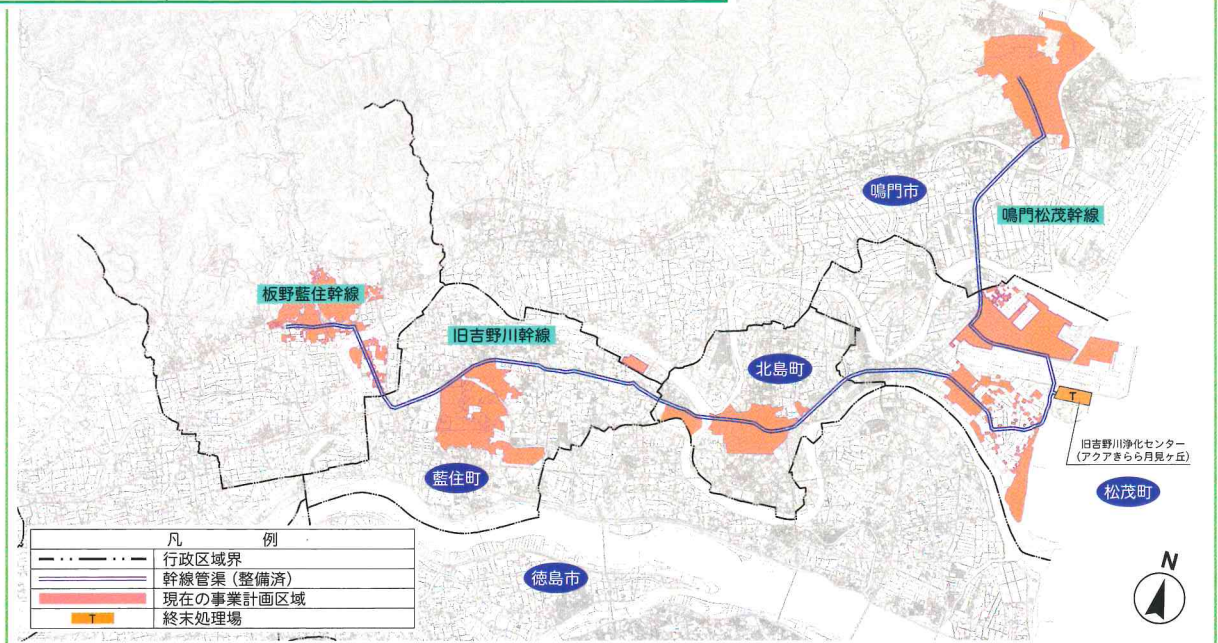 鳴門市
鳴門松茂幹線
板野藍住幹線
旧吉野川幹線
北島町
旧吉野川浄化センター
(アクアきらら月見ヶ丘)
T
藍住町
松茂町
徳島市
N
凡 例
行政区域界
幹線管渠(整備済)
現在の事業計画区域
T 終末処理場